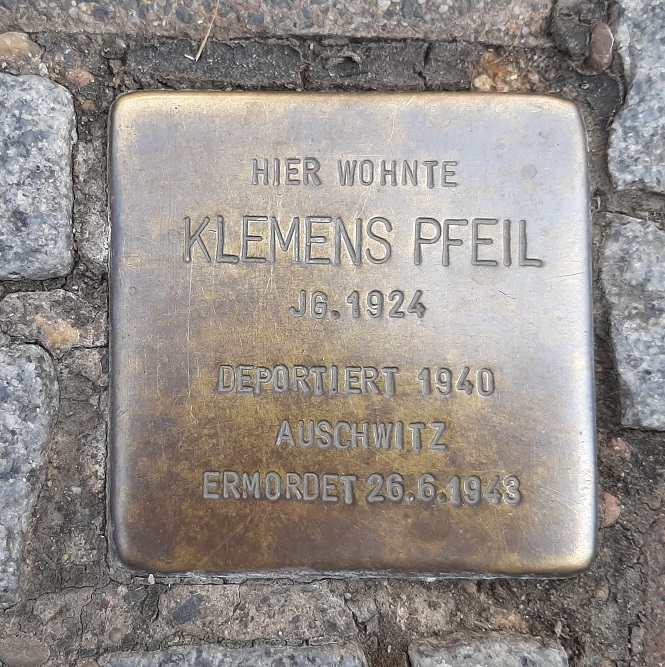 HIER WOHNTE
KLEMENS PFEIL
JG. 1924
DEPORTIERT 1940
AUSCHWITZ
ERMORDET 26.6.1943